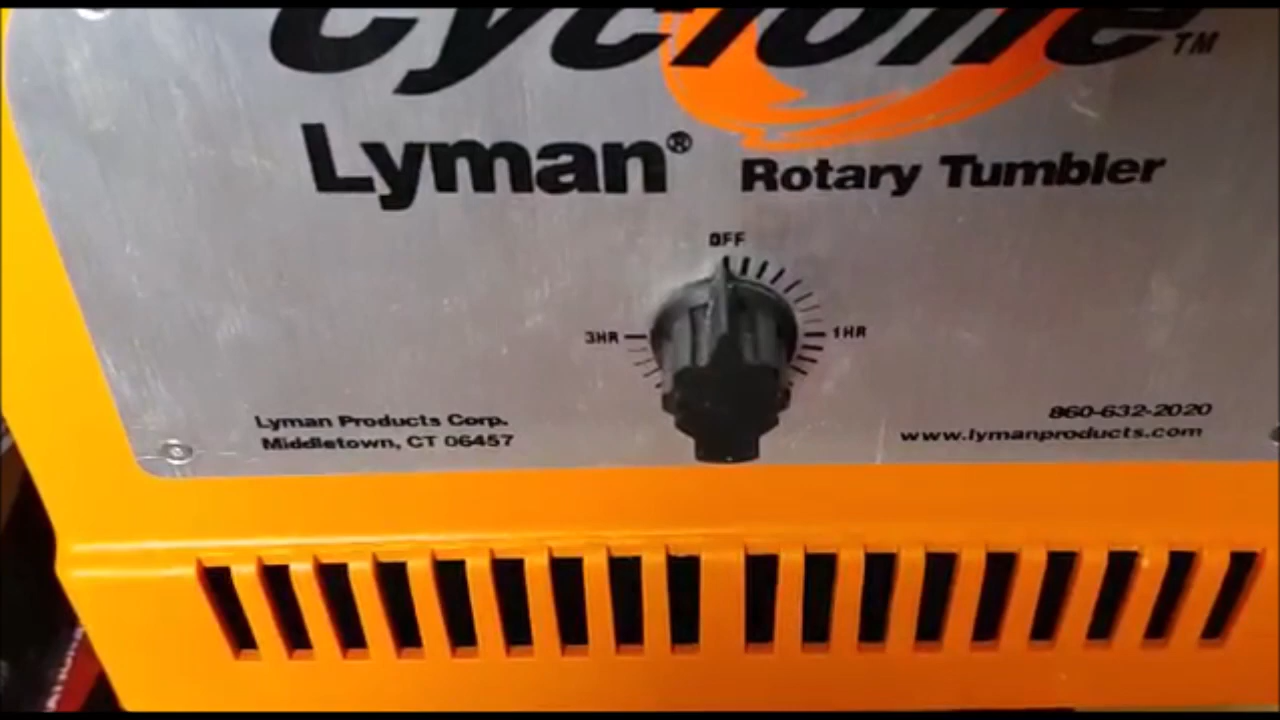 Cyclone™
Lyman® Rotary Tumbler
OFF
3HR
1HR
Lyman Products Corp.
Middletown, CT 06457
860-632-2020
www.lymanproducts.com